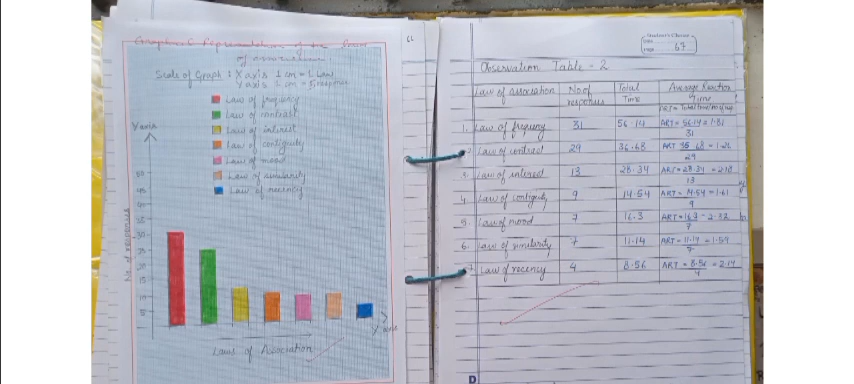 Graphical Representation of the laws
of association
Scale of Graph : X axis 1 cm = 1 Law
Y axis 1 cm = 5 response
Law of frequency
Law of contrast
Law of interest
Law of contiguity
Law of mood
Law of similarity
Law of recency
Y axis
No. of responses
50
45
40
35
30
25
20
15
10
5
Laws of Association
67
Observation Table - 2
Law of association No. of responses Total Time Average Reaction Time
1. Law of frequency 31 56.14 ART = 56.14 = 1.81
31
Law of contrast 29 36.68 ART 36.68 = 1.26
29
3. Law of interest 13 28.34 ART = 28.34 = 2.18
13
4. Law of contiguity 9 14.54 ART = 14.54 = 1.61
9
5. Law of mood 7 16.3 ART = 16.3 = 2.32
7
6. Law of similarity 7 11.14 ART = 11.14 = 1.59
7
Law of recency 4 8.56 ART = 8.56 = 2.14
4